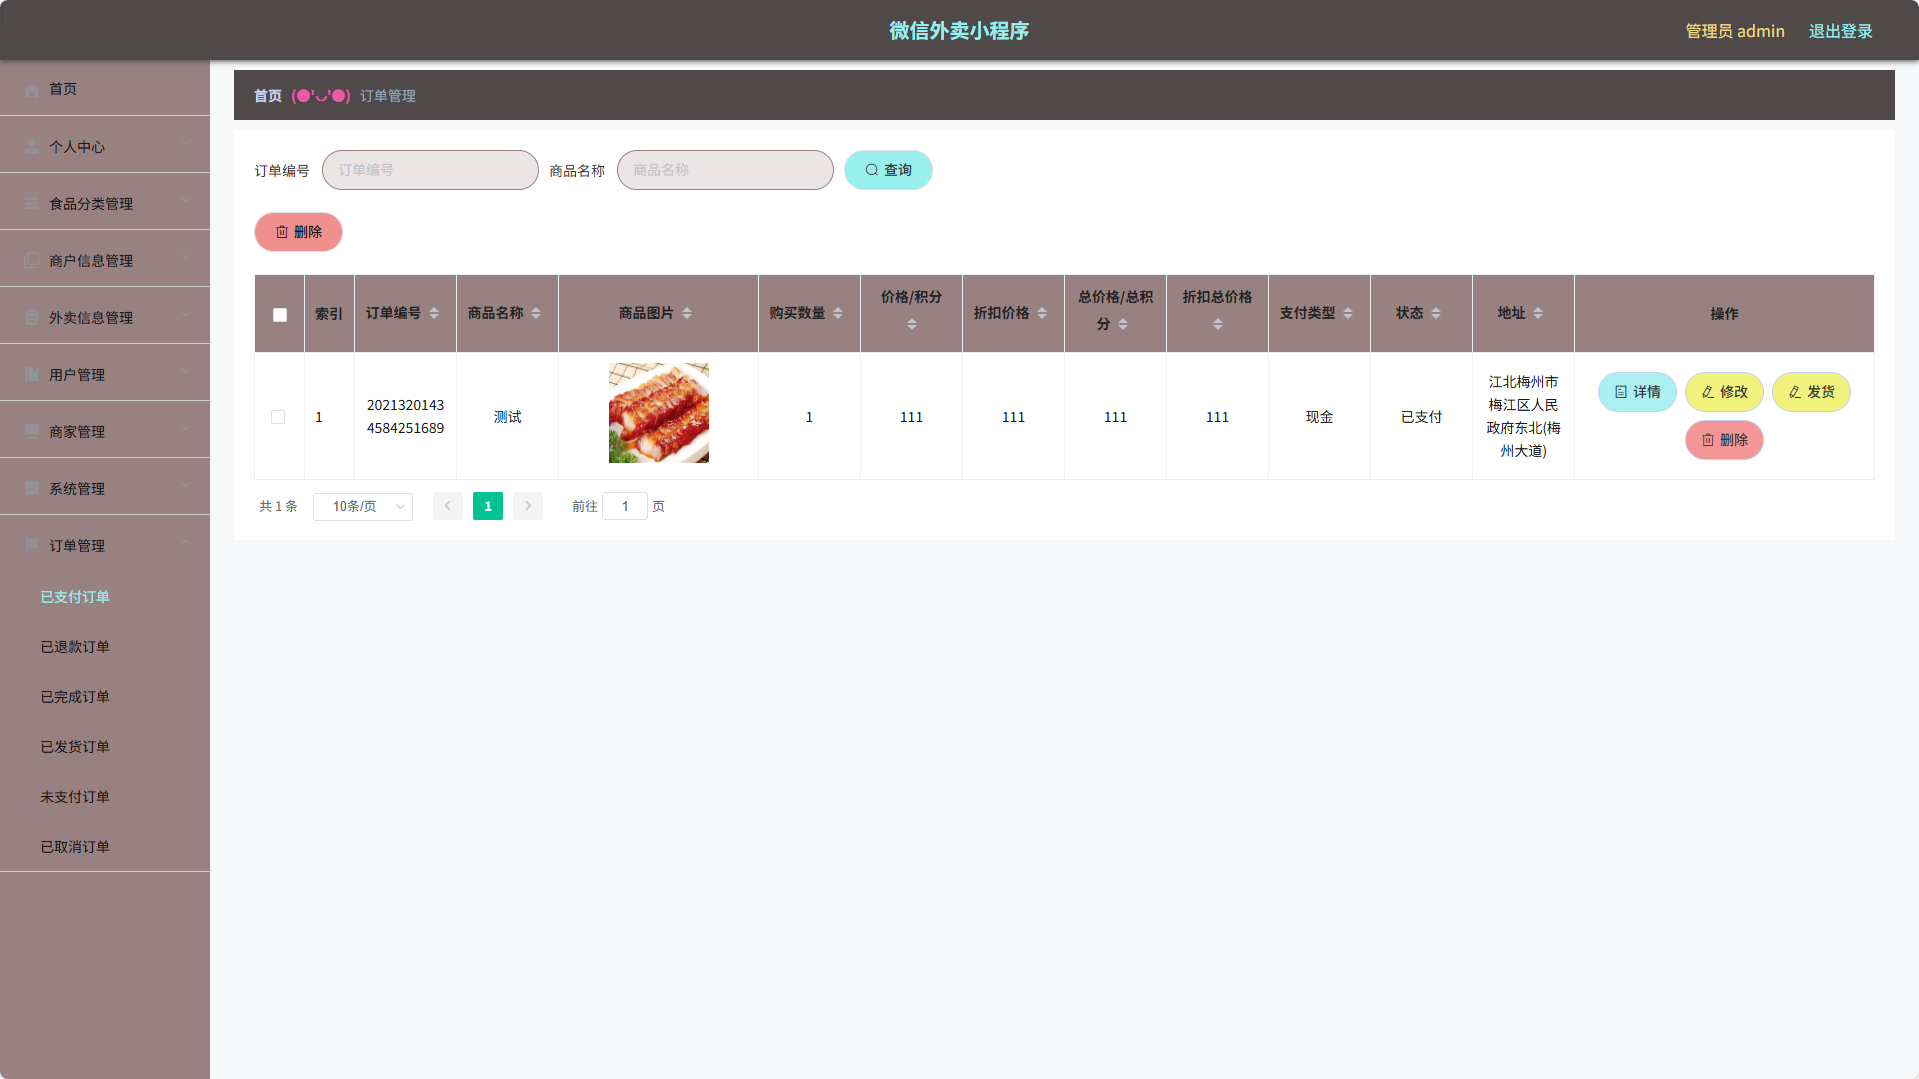 微信外卖小程序
管理员 admin
退出登录
首页
个人中心
食品分类管理
商户信息管理
外卖信息管理
用户管理
商家管理
系统管理
订单管理
已支付订单
已退款订单
已完成订单
已发货订单
未支付订单
已取消订单
首页 (●'◡'●) 订单管理
订单编号 订单编号 商品名称 商品名称 查询
删除
索引 订单编号 商品名称 商品图片 购买数量 价格/积分 折扣价格 总价格/总积分 折扣总价格 支付类型 状态 地址 操作
1
2021320143
4584251689
测试
1
111
111
111
111
现金
已支付
江北梅州市
梅江区人民
政府东北(梅
州大道)
详情 修改 发货
删除
共 1 条 10条/页 1 前往 1 页